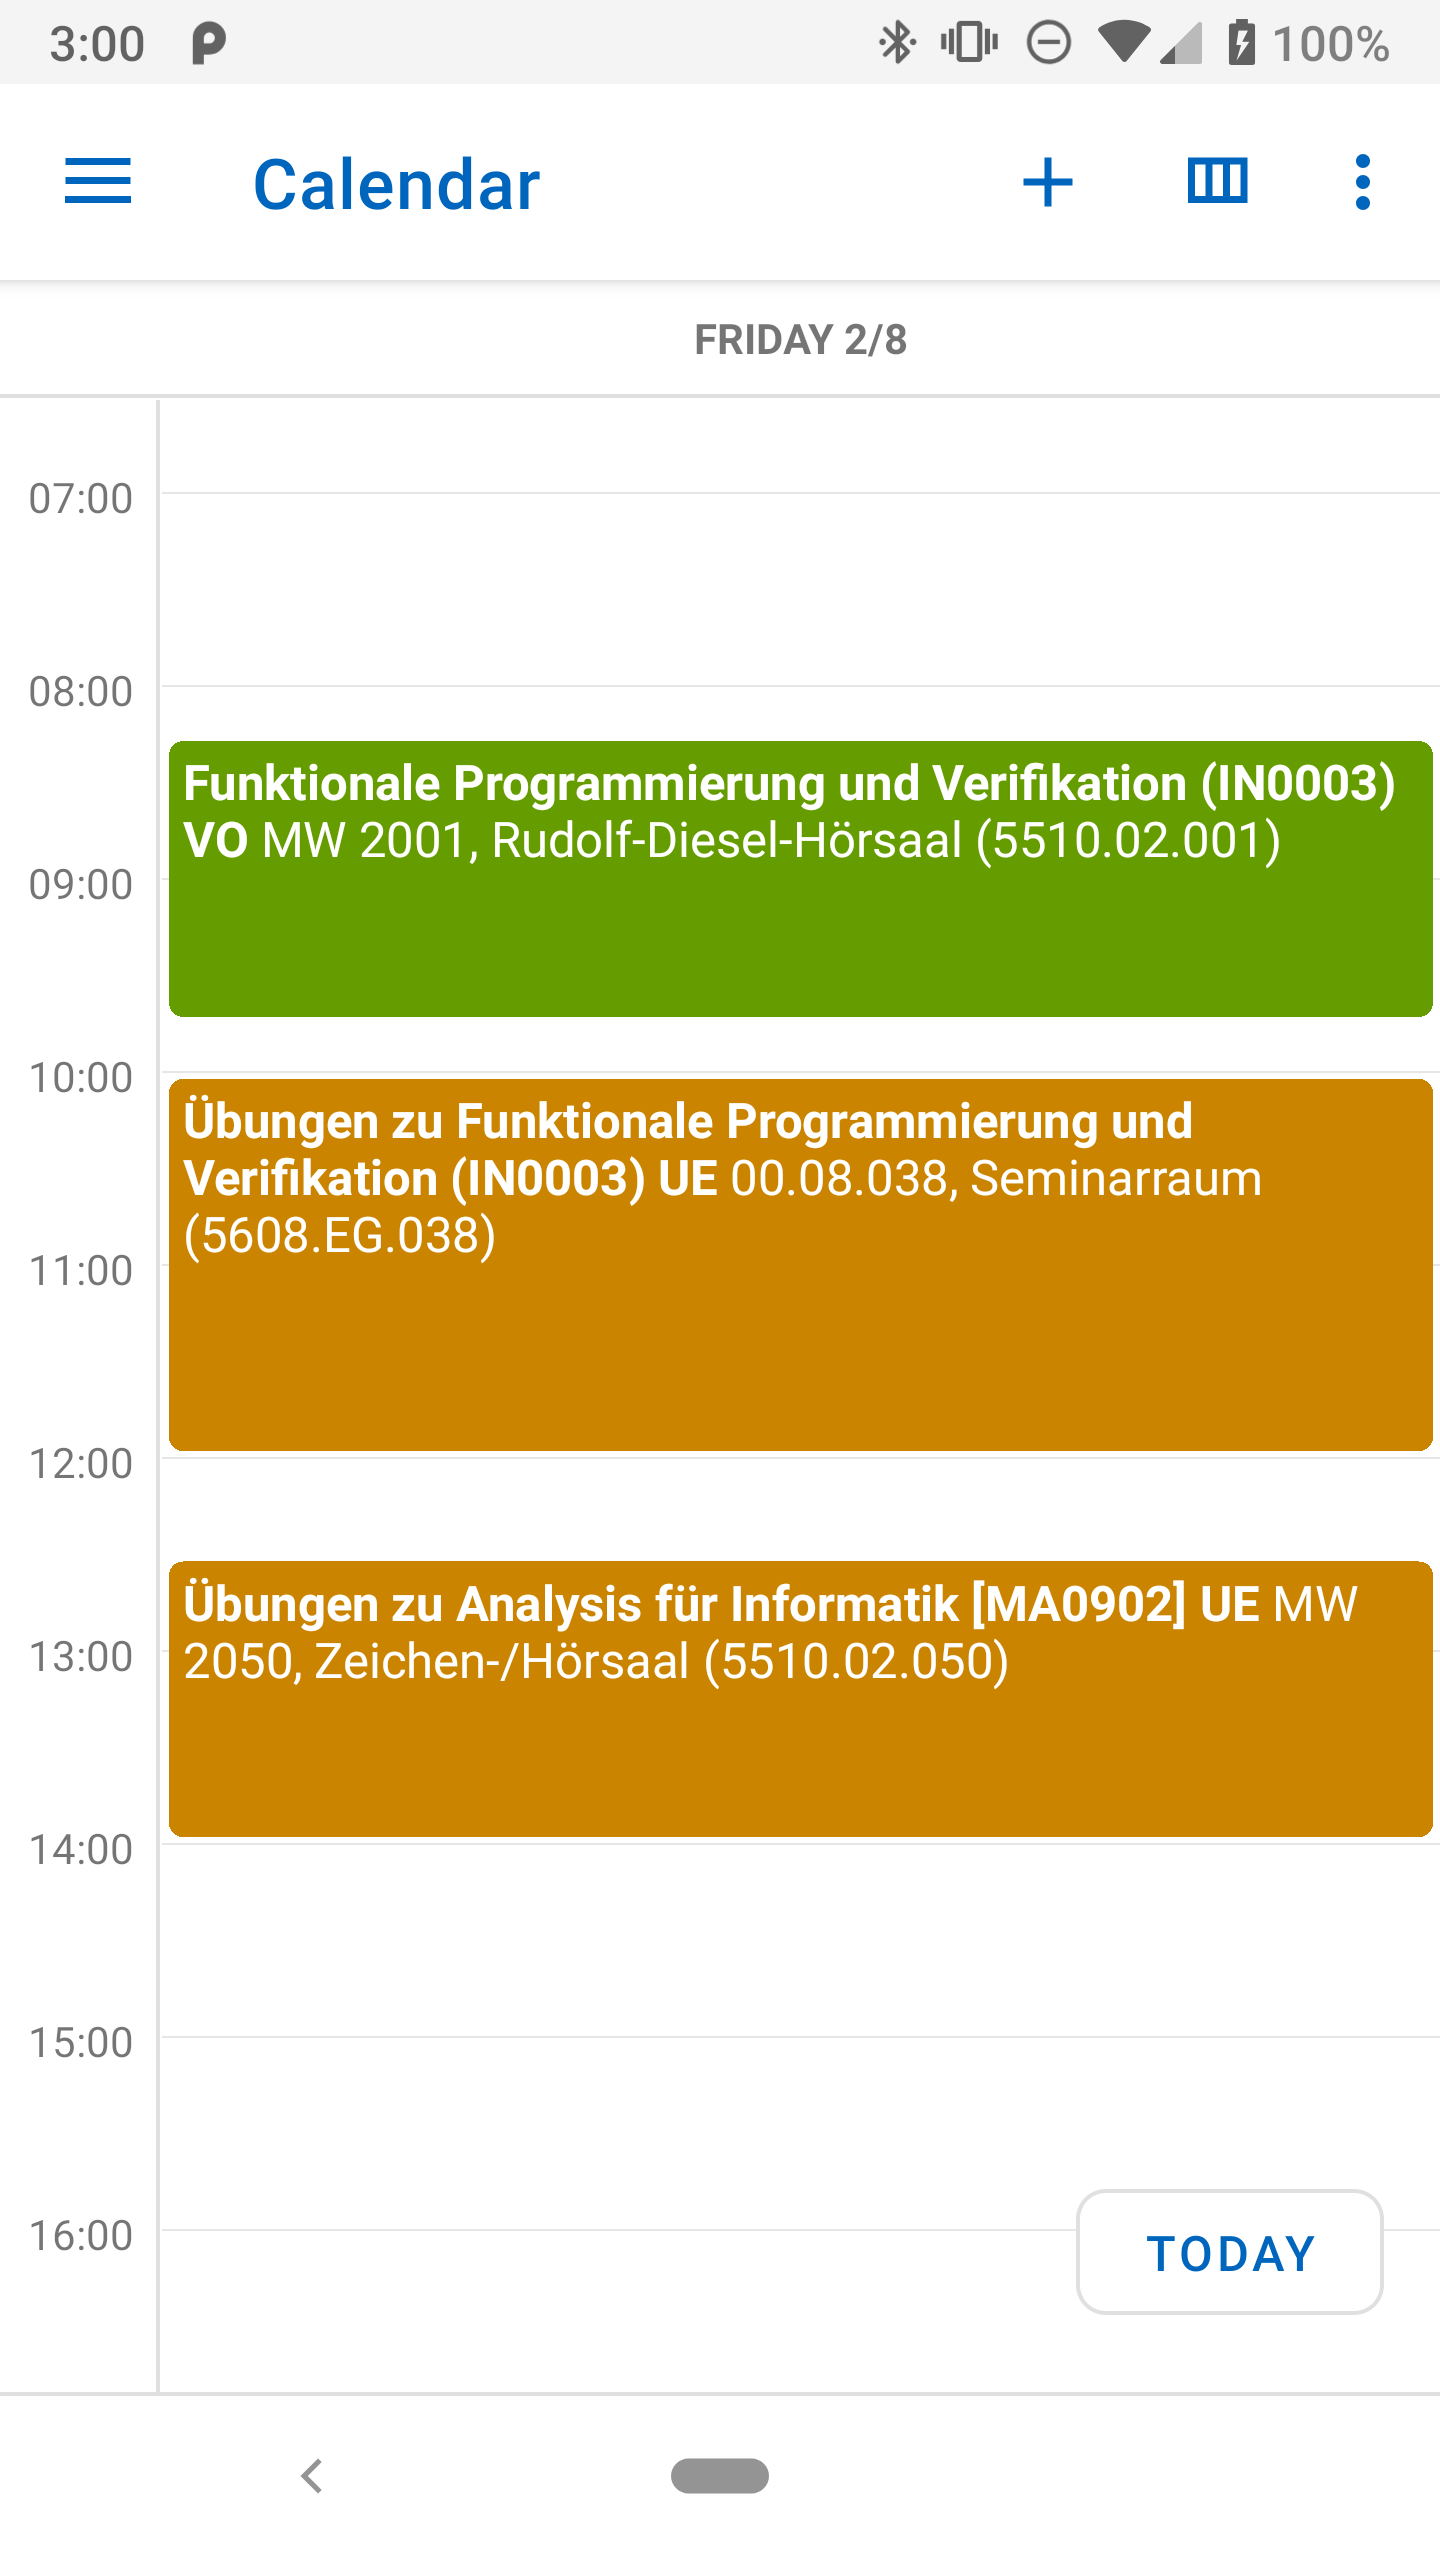 3:00
100%
Calendar
FRIDAY 2/8
07:00
08:00
Funktionale Programmierung und Verifikation (IN0003)
VO MW 2001, Rudolf-Diesel-Hörsaal (5510.02.001)
09:00
10:00
Übungen zu Funktionale Programmierung und
Verifikation (IN0003) UE 00.08.038, Seminarraum
(5608.EG.038)
11:00
12:00
Übungen zu Analysis für Informatik [MA0902] UE MW
2050, Zeichen-/Hörsaal (5510.02.050)
13:00
14:00
15:00
16:00
TODAY